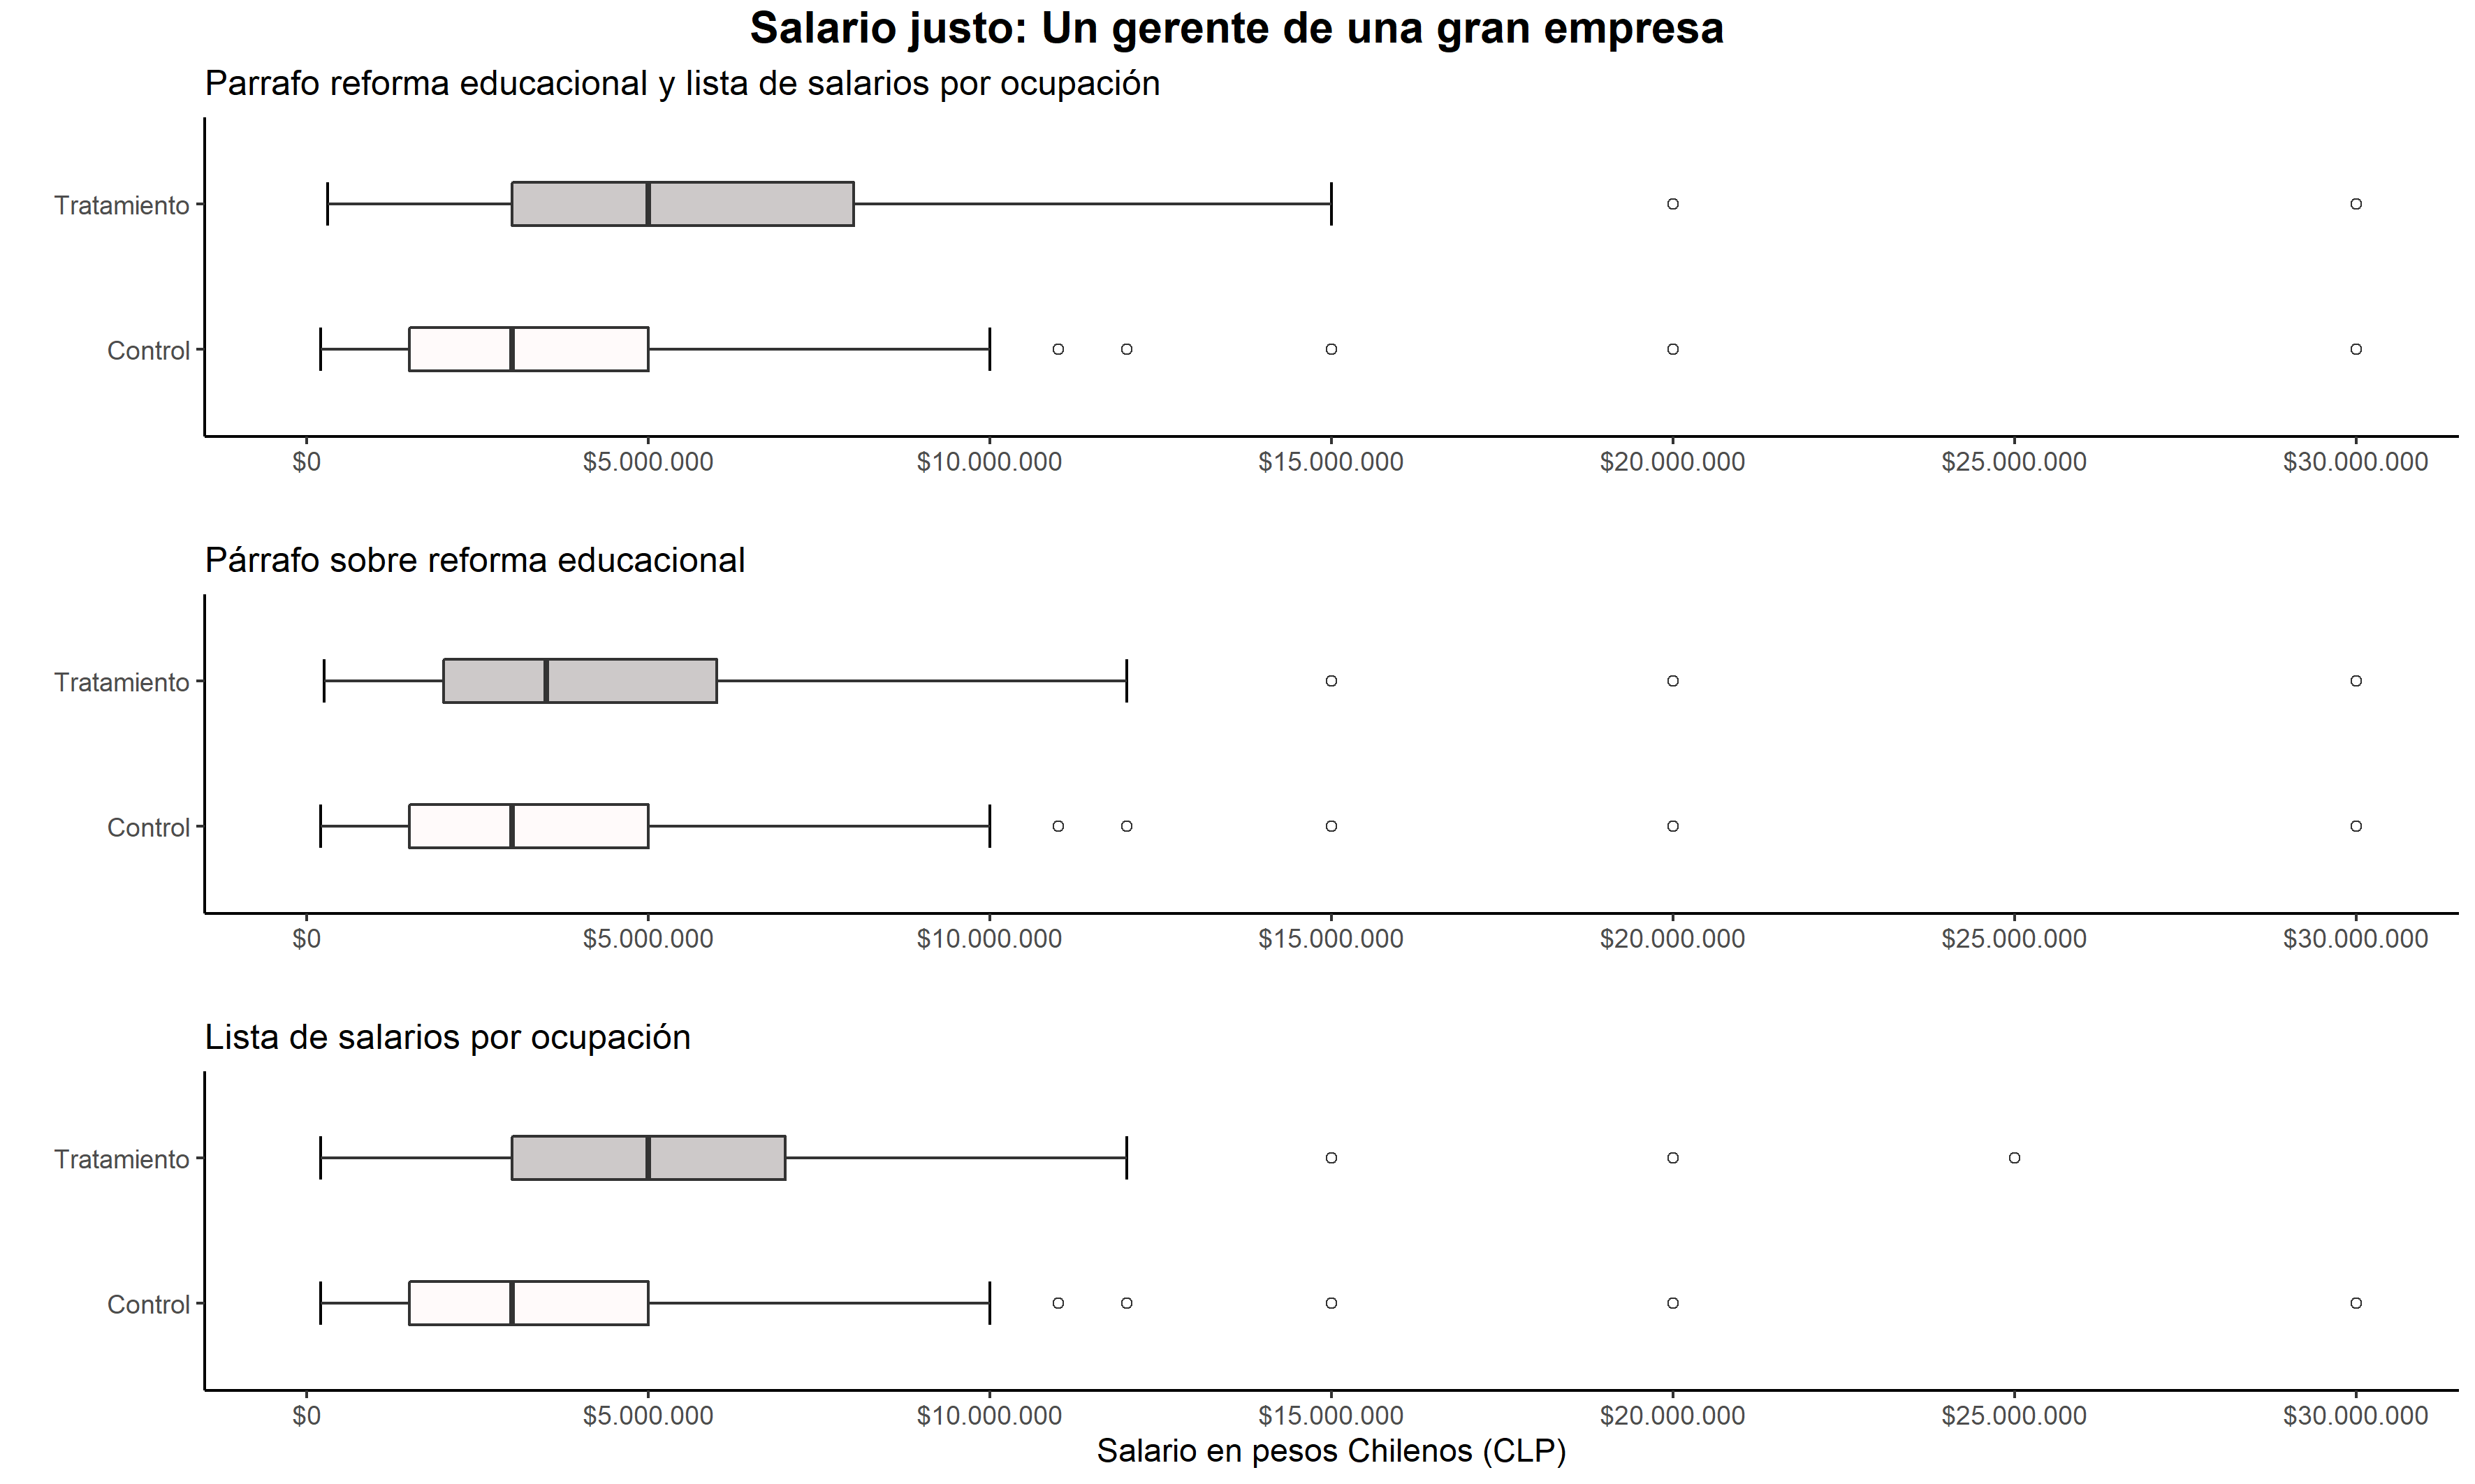 Salario justo: Un gerente de una gran empresa
Parrafo reforma educacional y lista de salarios por ocupación
Tratamiento
Control
$0 $5.000.000 $10.000.000 $15.000.000 $20.000.000 $25.000.000 $30.000.000
Párrafo sobre reforma educacional
Tratamiento
Control
$0 $5.000.000 $10.000.000 $15.000.000 $20.000.000 $25.000.000 $30.000.000
Lista de salarios por ocupación
Tratamiento
Control
$0 $5.000.000 $10.000.000 $15.000.000 $20.000.000 $25.000.000 $30.000.000
Salario en pesos Chilenos (CLP)